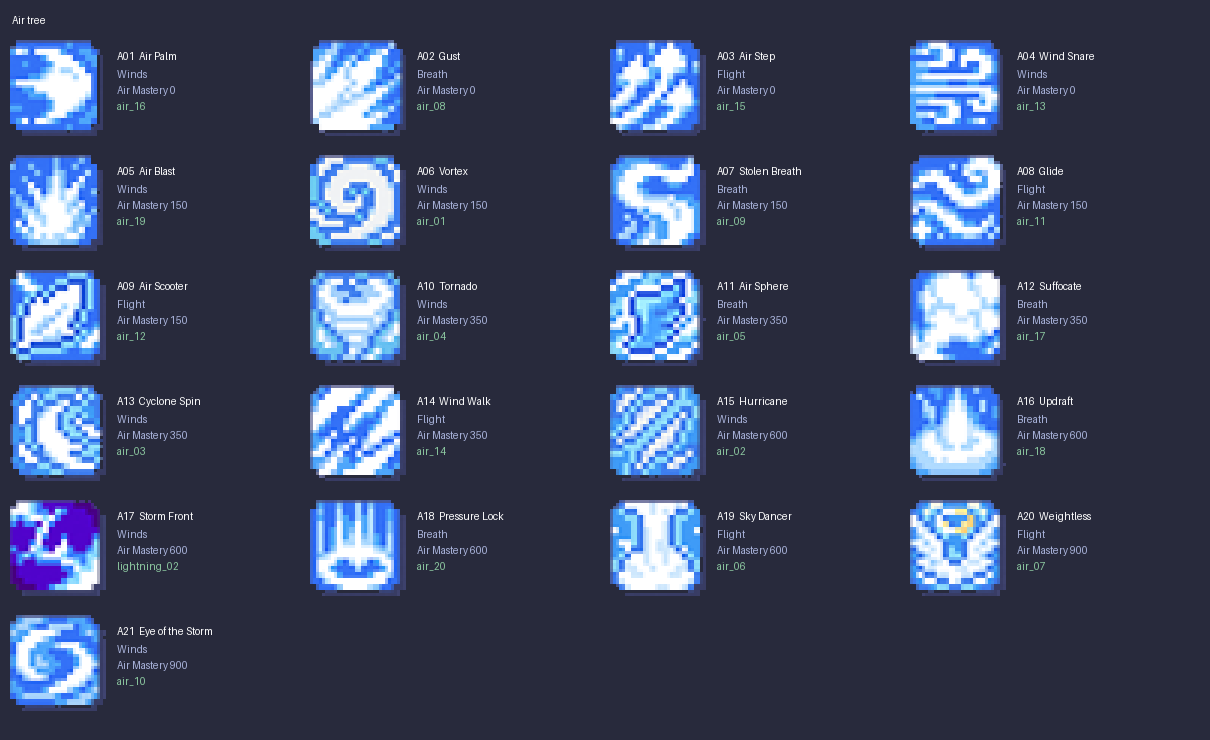 Air tree
A01 Air Palm
Winds
Air Mastery 0
air_16
A02 Gust
Breath
Air Mastery 0
air_08
A03 Air Step
Flight
Air Mastery 0
air_15
A04 Wind Snare
Winds
Air Mastery 0
air_13
A05 Air Blast
Winds
Air Mastery 150
air_19
A06 Vortex
Winds
Air Mastery 150
air_01
A07 Stolen Breath
Breath
Air Mastery 150
air_09
A08 Glide
Flight
Air Mastery 150
air_11
A09 Air Scooter
Flight
Air Mastery 150
air_12
A10 Tornado
Winds
Air Mastery 350
air_04
A11 Air Sphere
Breath
Air Mastery 350
air_05
A12 Suffocate
Breath
Air Mastery 350
air_17
A13 Cyclone Spin
Winds
Air Mastery 350
air_03
A14 Wind Walk
Flight
Air Mastery 350
air_14
A15 Hurricane
Winds
Air Mastery 600
air_02
A16 Updraft
Breath
Air Mastery 600
air_18
A17 Storm Front
Winds
Air Mastery 600
lightning_02
A18 Pressure Lock
Breath
Air Mastery 600
air_20
A19 Sky Dancer
Flight
Air Mastery 600
air_06
A20 Weightless
Flight
Air Mastery 900
air_07
A21 Eye of the Storm
Winds
Air Mastery 900
air_10